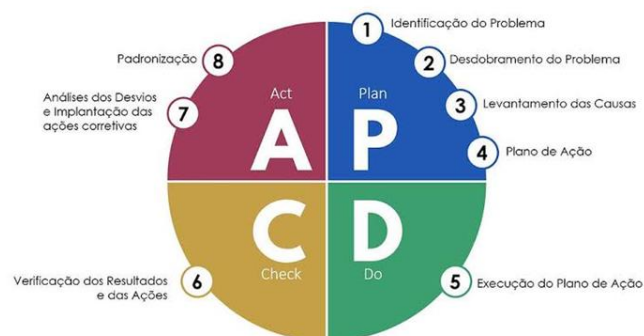 1
Identificação do Problema
2
Desdobramento do Problema
3
Levantamento das Causas
4
Plano de Ação
Plan
P
D
Do
5
Execução do Plano de Ação
C
Check
6
Verificação dos Resultados
e das Ações
Act
A
7
Análises dos Desvios
e Implantação das
ações corretivas
8
Padronização